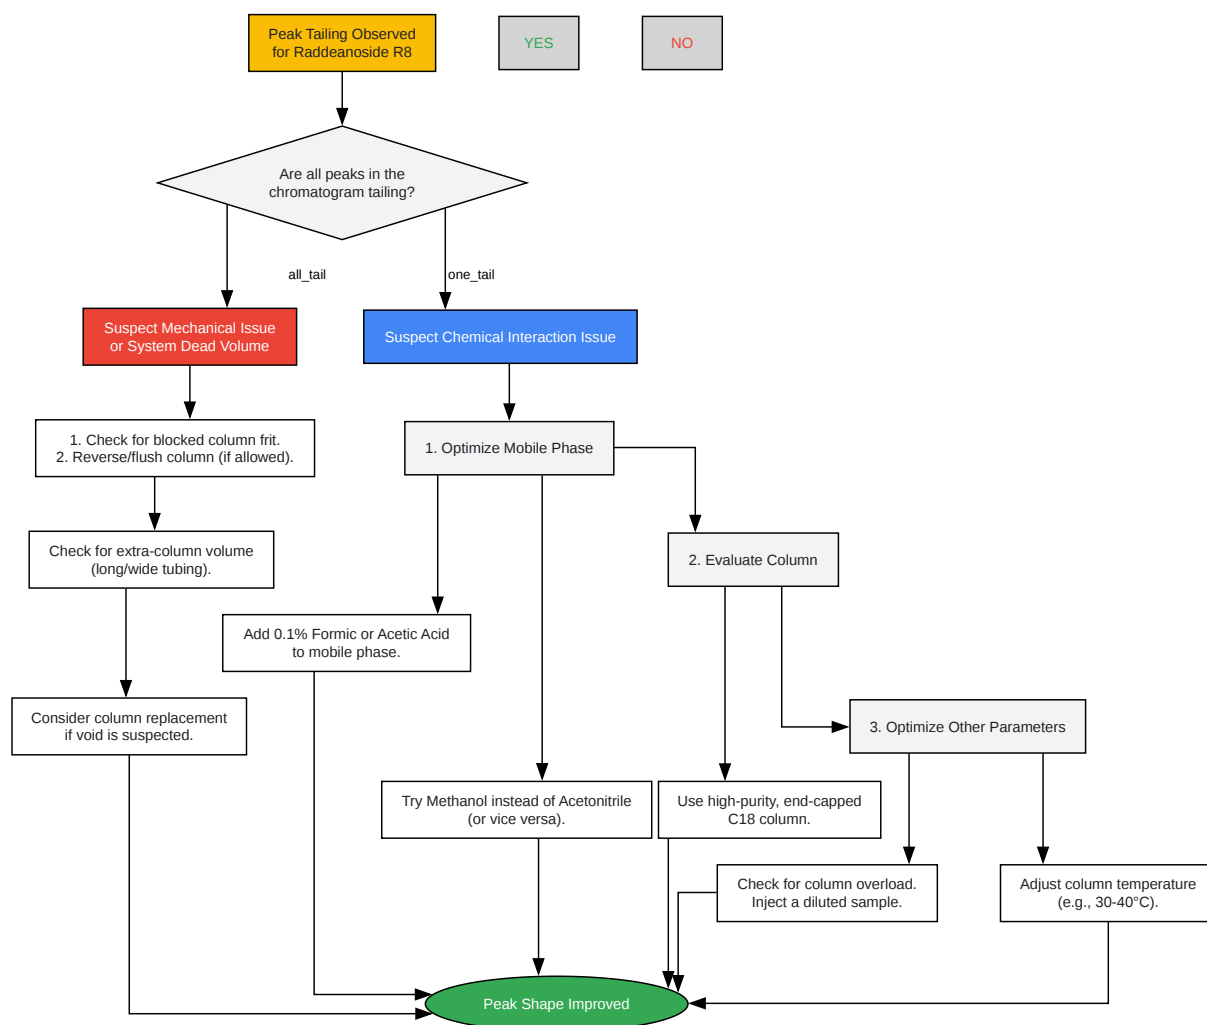 Peak Tailing Observed
for Raddeanoside R8
YES
NO
Are all peaks in the
chromatogram tailing?
all_tail
one_tail
Suspect Mechanical Issue
or System Dead Volume
Suspect Chemical Interaction Issue
1. Check for blocked column frit.
2. Reverse/flush column (if allowed).
1. Optimize Mobile Phase
Check for extra-column volume
(long/wide tubing).
2. Evaluate Column
Add 0.1% Formic or Acetic Acid
to mobile phase.
Consider column replacement
if void is suspected.
3. Optimize Other Parameters
Try Methanol instead of Acetonitrile
(or vice versa).
Use high-purity, end-capped
C18 column.
Check for column overload.
Inject a diluted sample.
Adjust column temperature
(e.g., 30-40°C).
Peak Shape Improved